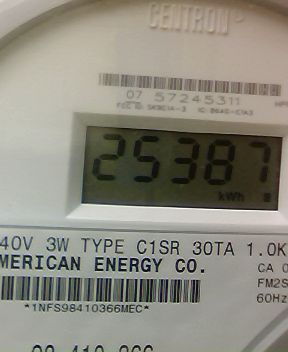 CENTRON®
07 57245311
25387
kWh
40V 3W TYPE C1SR 30TA 1.0K
MERICAN ENERGY CO.
CA 0
FM2S
60Hz
*1NFS98410366MEC*